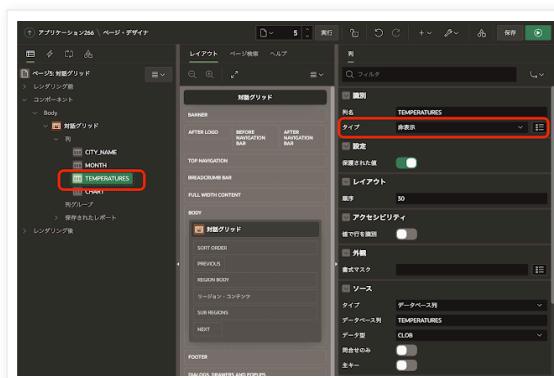 アプリケーション266 \ ページ・デザイナ
5
実行
保存
ページ5: 対話グリッド
レンダリング前
コンポーネント
Body
対話グリッド
列
CITY_NAME
MONTH
TEMPERATURES
CHART
列グループ
保存されたレポート
レンダリング後
レイアウト
ページ検索
ヘルプ
対話グリッド
BANNER
AFTER LOGO
BEFORE NAVIGATION BAR
AFTER NAVIGATION BAR
TOP NAVIGATION
BREADCRUMB BAR
FULL WIDTH CONTENT
BODY
対話グリッド
SORT ORDER
PREVIOUS
REGION BODY
リージョン・コンテンツ
SUB REGIONS
NEXT
FOOTER
DIALOGS, DRAWERS AND POPUPS
列
フィルタ
識別
列名 TEMPERATURES
タイプ 非表示
設定
保護された値
レイアウト
順序 30
アクセシビリティ
値で行を識別
外観
書式マスク
ソース
タイプ データベース列
データベース列 TEMPERATURES
データ型 CLOB
問合せのみ
主キー